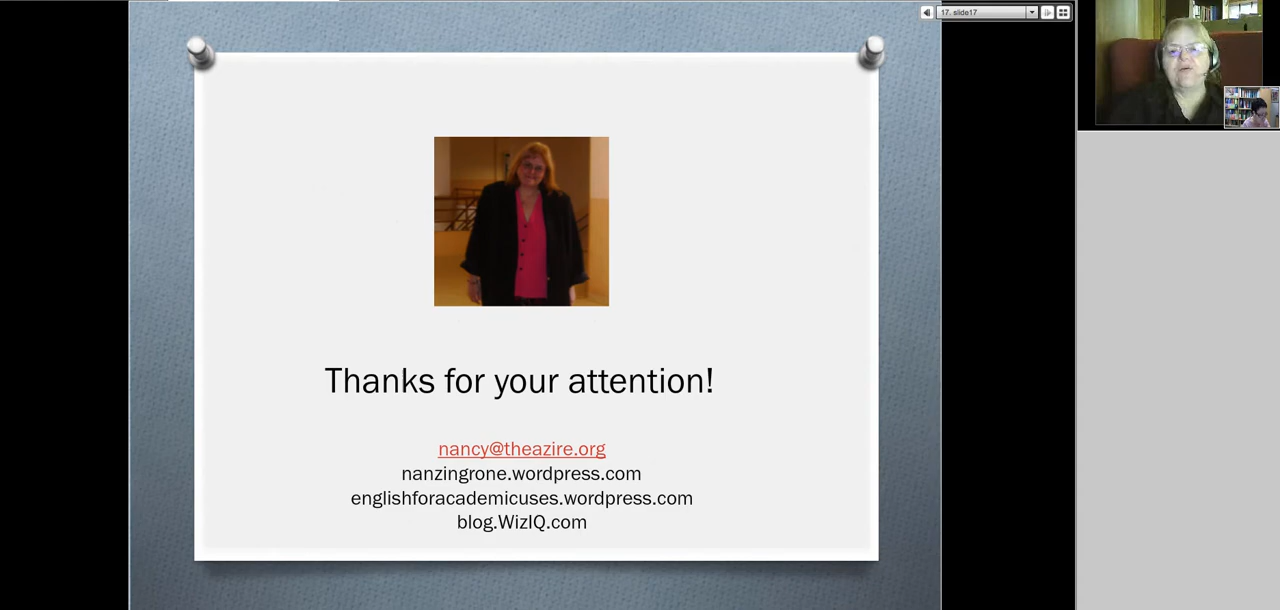 17. slide17
Thanks for your attention!
nancy@theazire.org
nanzingrone.wordpress.com
englishforacademicuses.wordpress.com
blog.WizIQ.com